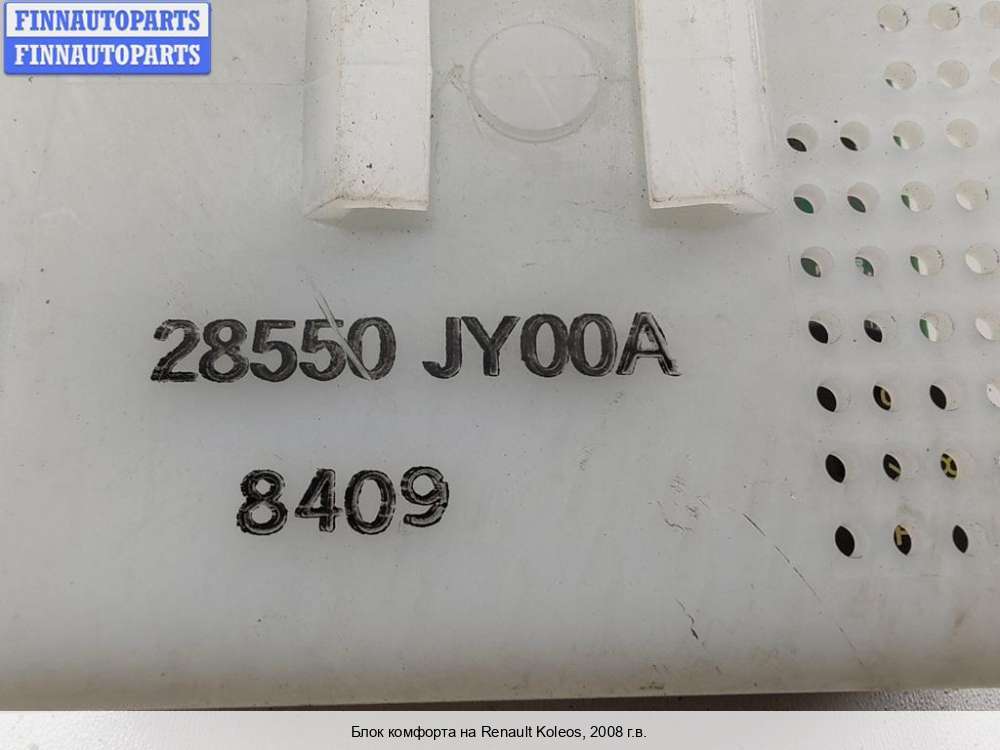 FINNAUTOPARTS
FINNAUTOPARTS
28550 JY00A
8409
Блок комфорта на Renault Koleos, 2008 г.в.